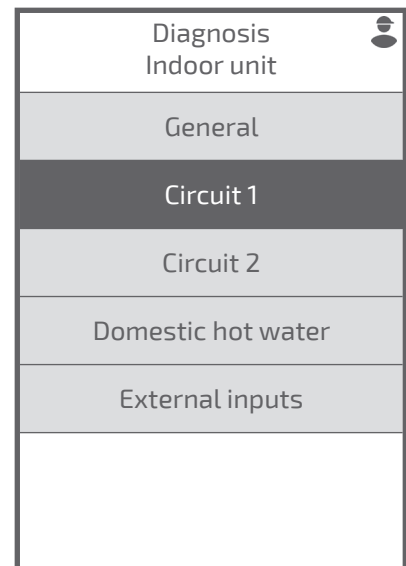 Diagnosis
Indoor unit
General
Circuit 1
Circuit 2
Domestic hot water
External inputs